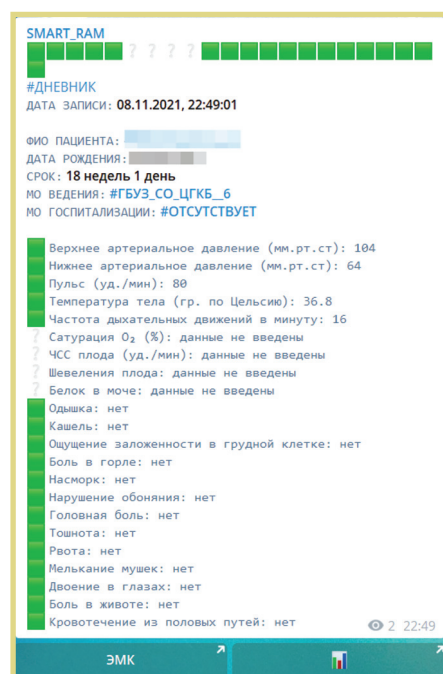 SMART_RAM
? ? ? ?
#ДНЕВНИК
ДАТА ЗАПИСИ: 08.11.2021, 22:49:01
ФИО ПАЦИЕНТА:
ДАТА РОЖДЕНИЯ:
СРОК: 18 недель 1 день
МО ВЕДЕНИЯ: #ГБУЗ_СО_ЦГКБ__6
МО ГОСПИТАЛИЗАЦИИ: #ОТСУТСТВУЕТ
Верхнее артериальное давление (мм.рт.ст): 104
Нижнее артериальное давление (мм.рт.ст): 64
Пульс (уд./мин): 80
Температура тела (гр. по Цельсию): 36.8
Частота дыхательных движений в минуту: 16
? Сатурация O₂ (%): данные не введены
? ЧСС плода (уд./мин): данные не введены
? Шевеления плода: данные не введены
? Белок в моче: данные не введены
Одышка: нет
Кашель: нет
Ощущение заложенности в грудной клетке: нет
Боль в горле: нет
Насморк: нет
Нарушение обоняния: нет
Головная боль: нет
Тошнота: нет
Рвота: нет
Мелькание мушек: нет
Двоение в глазах: нет
Боль в животе: нет
Кровотечение из половых путей: нет
2 22:49
ЭМК